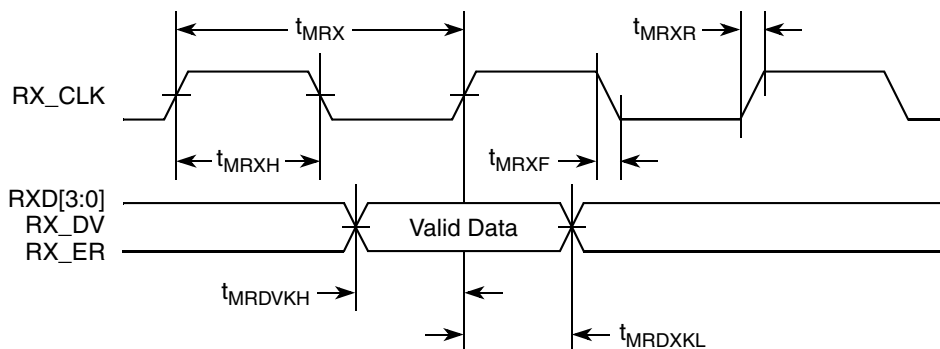 tMRX
tMRXR
RX_CLK
tMRXH
tMRXF
RXD[3:0]
RX_DV
RX_ER
Valid Data
tMRDVKH
tMRDXKL